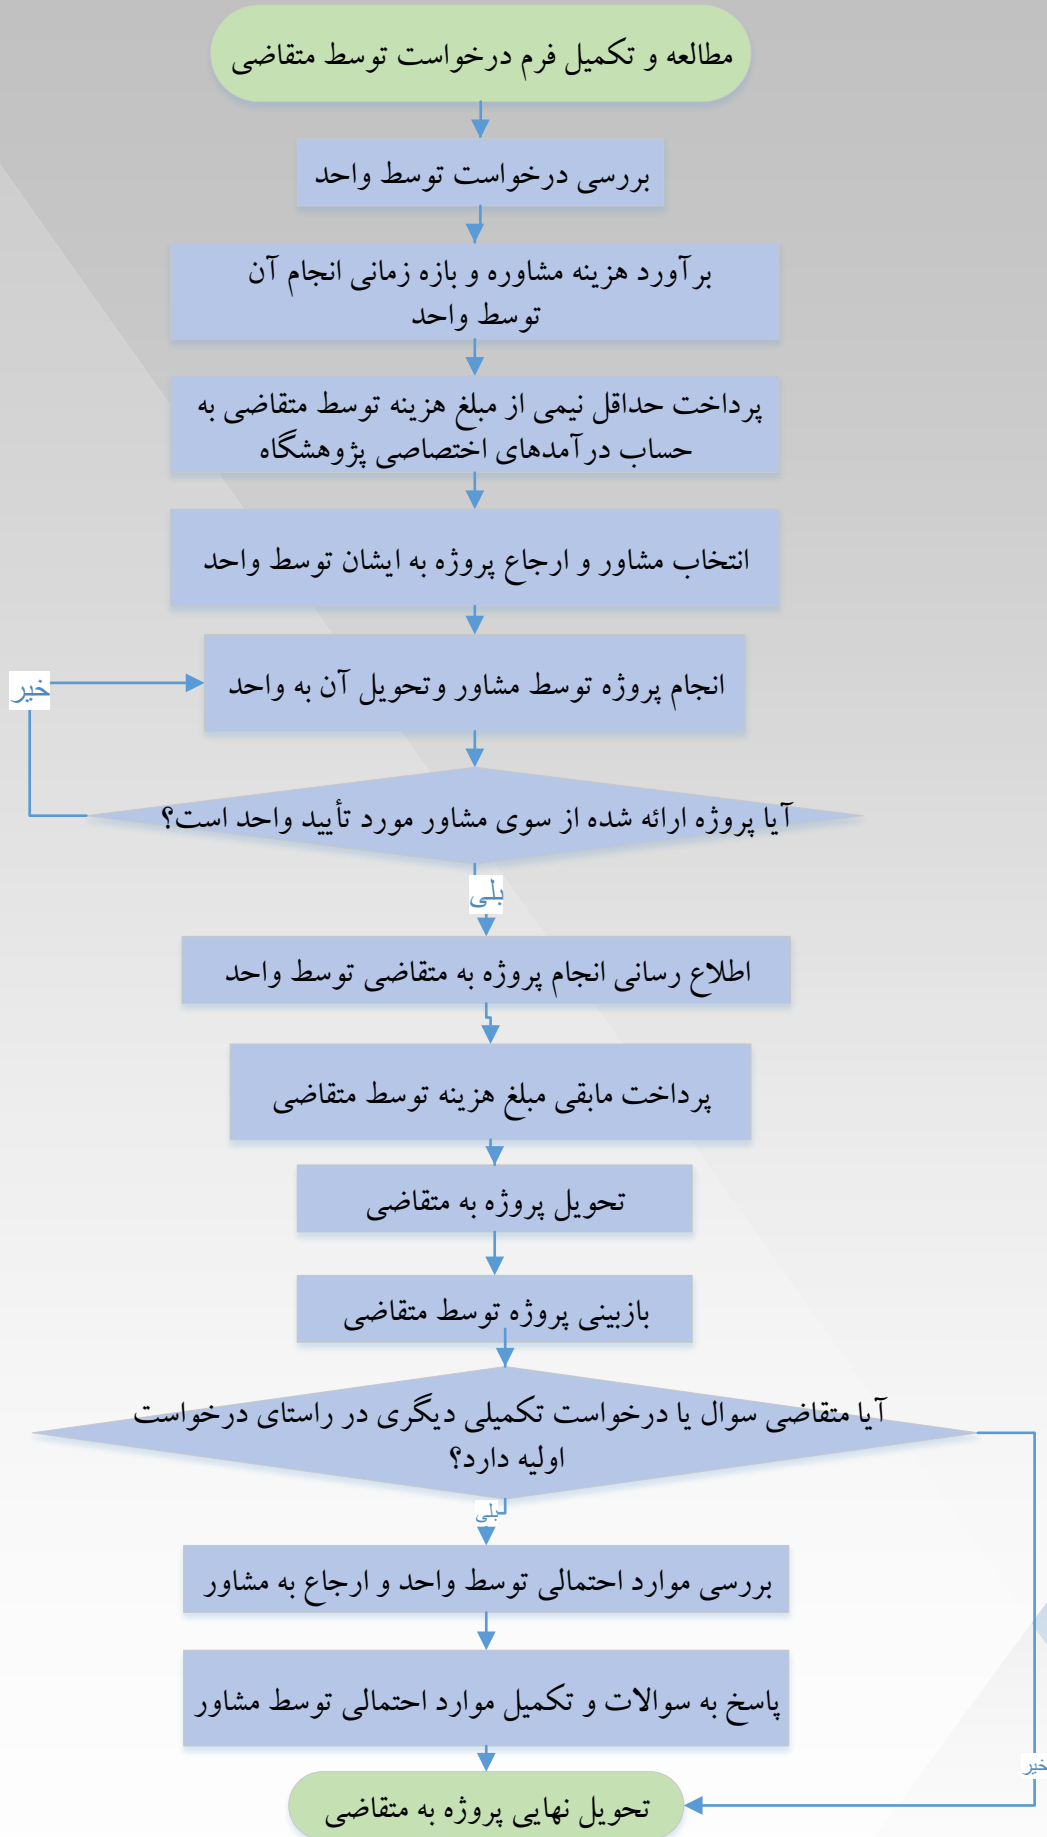 مطالعه و تکمیل فرم درخواست توسط متقاضی
بررسی درخواست توسط واحد
برآورد هزینه مشاوره و بازه زمانی انجام آن
توسط واحد
پرداخت حداقل نیمی از مبلغ هزینه توسط متقاضی به
حساب درآمدهای اختصاصی پژوهشگاه
انتخاب مشاور و ارجاع پروژه به ایشان توسط واحد
انجام پروژه توسط مشاور وتحویل آن به واحد
خیر
آیا پروژه ارائه شده از سوی مشاور مورد تأیید واحد است؟
بلی
اطلاع رسانی انجام پروژه به متقاضی توسط واحد
پرداخت مابقی مبلغ هزینه توسط متقاضی
تحویل پروژه به متقاضی
بازبینی پروژه توسط متقاضی
آیا متقاضی سوال یا درخواست تکمیلی دیگری در راستای درخواست
اولیه دارد؟
بلی
بررسی موارد احتمالی توسط واحد و ارجاع به مشاور
پاسخ به سوالات و تکمیل موارد احتمالی توسط مشاور
خیر
تحویل نهایی پروژه به متقاضی